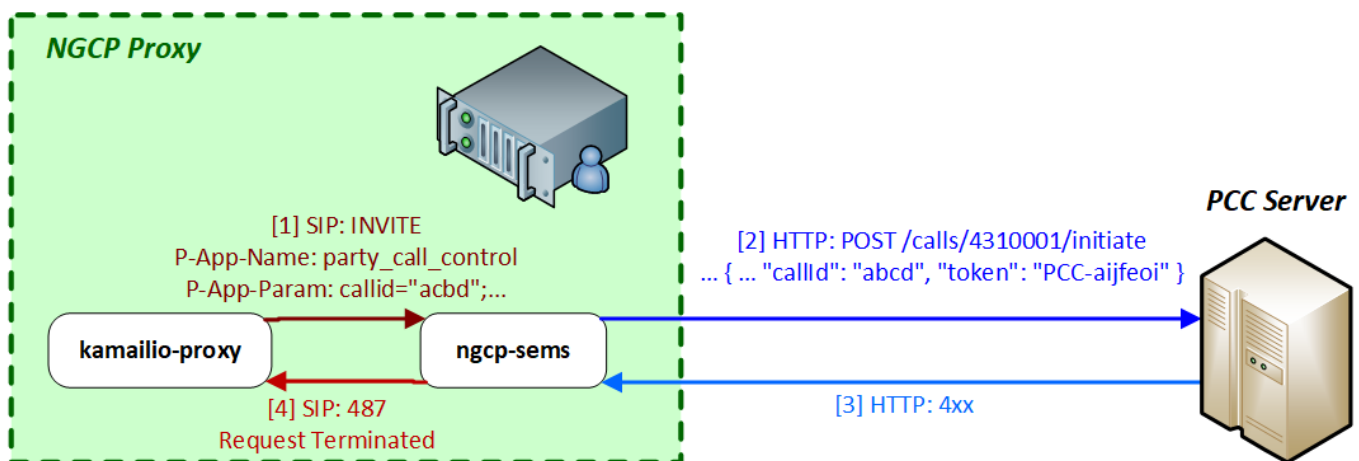 NGCP Proxy
[1] SIP: INVITE
P-App-Name: party_call_control
P-App-Param: callid="acbd";...
kamailio-proxy
ngcp-sems
[4] SIP: 487
Request Terminated
[2] HTTP: POST /calls/4310001/initiate
... { ... "callId": "abcd", "token": "PCC-aijfeoi" }
[3] HTTP: 4xx
PCC Server